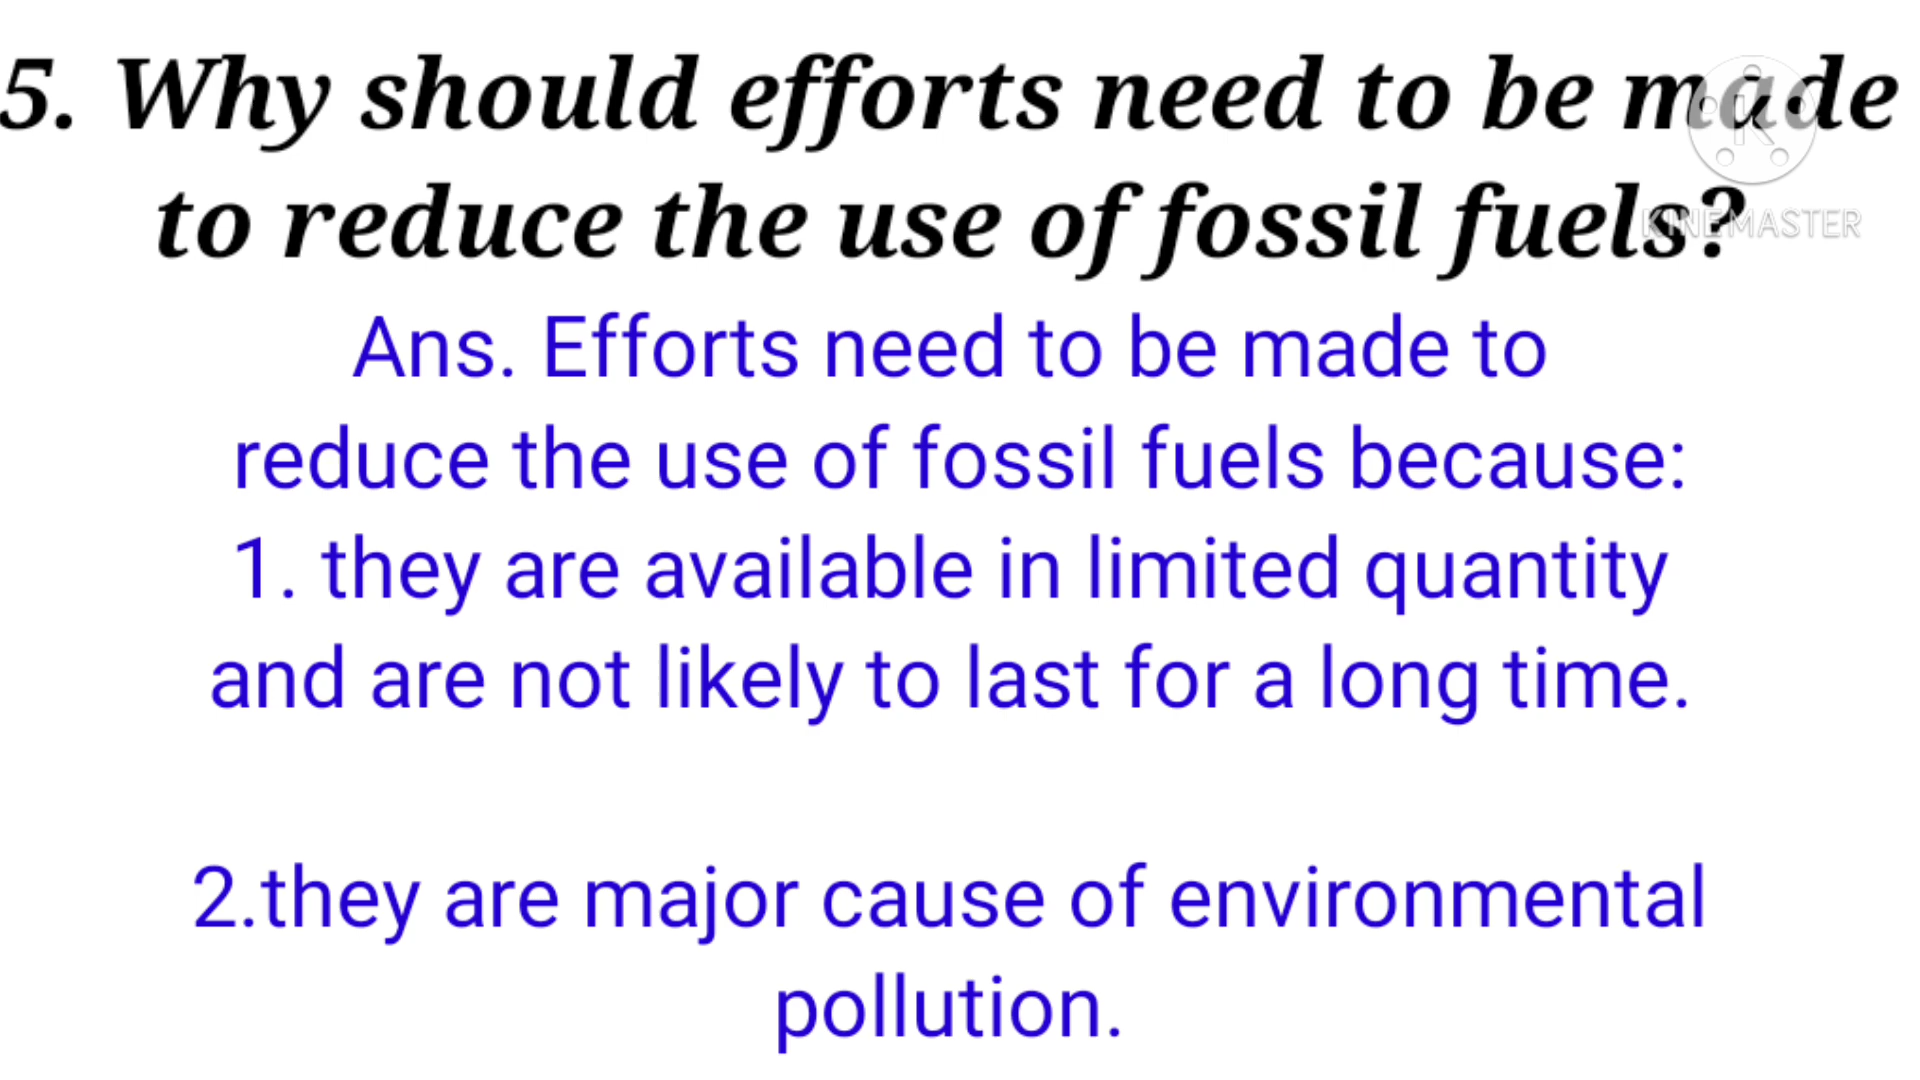 5. Why should efforts need to be made
to reduce the use of fossil fuels?
KINEMASTER
Ans. Efforts need to be made to
reduce the use of fossil fuels because:
1. they are available in limited quantity
and are not likely to last for a long time.
2.they are major cause of environmental
pollution.